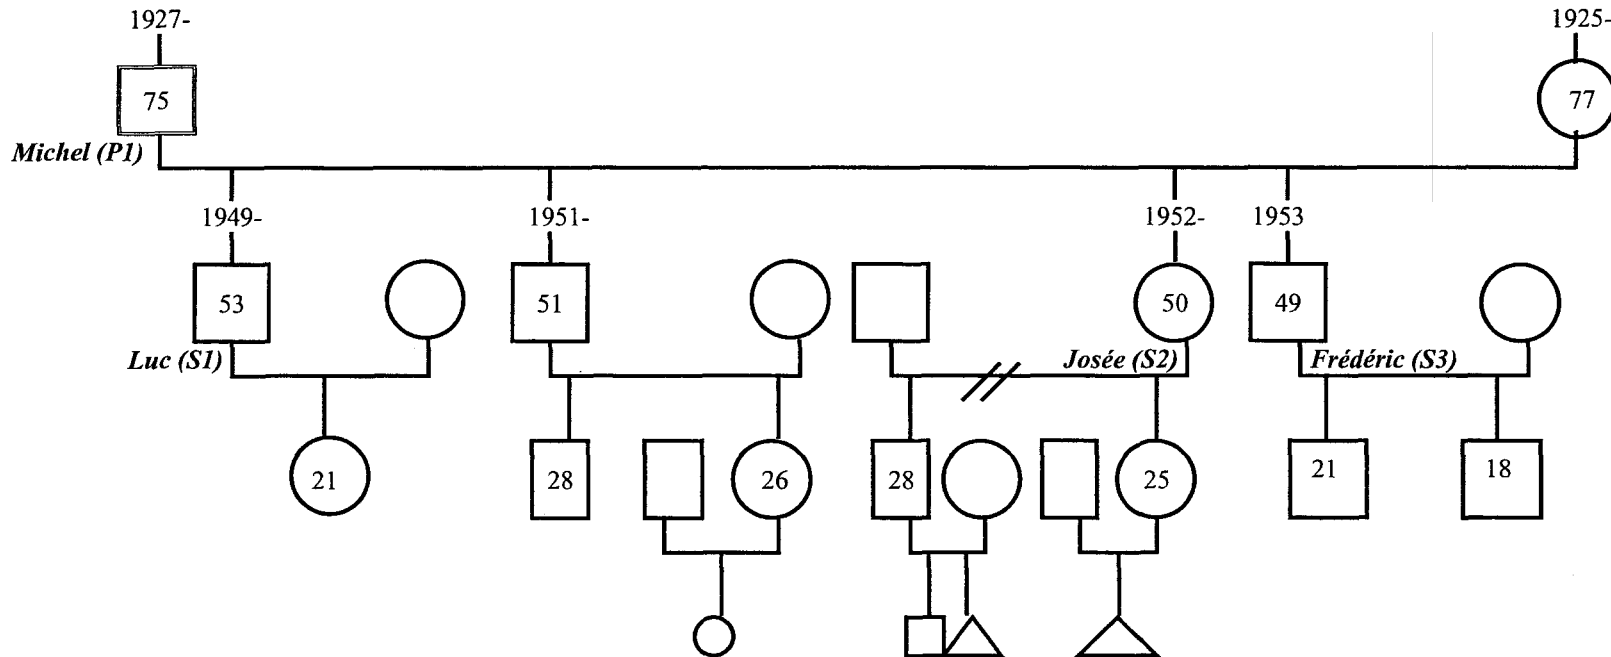 1927- 1925-
75 77
Michel (P1)
1949- 1951- 1952- 1953
53 51 50 49
Luc (S1) Josée (S2) Frédéric (S3)
21 28 26 28 25 21 18